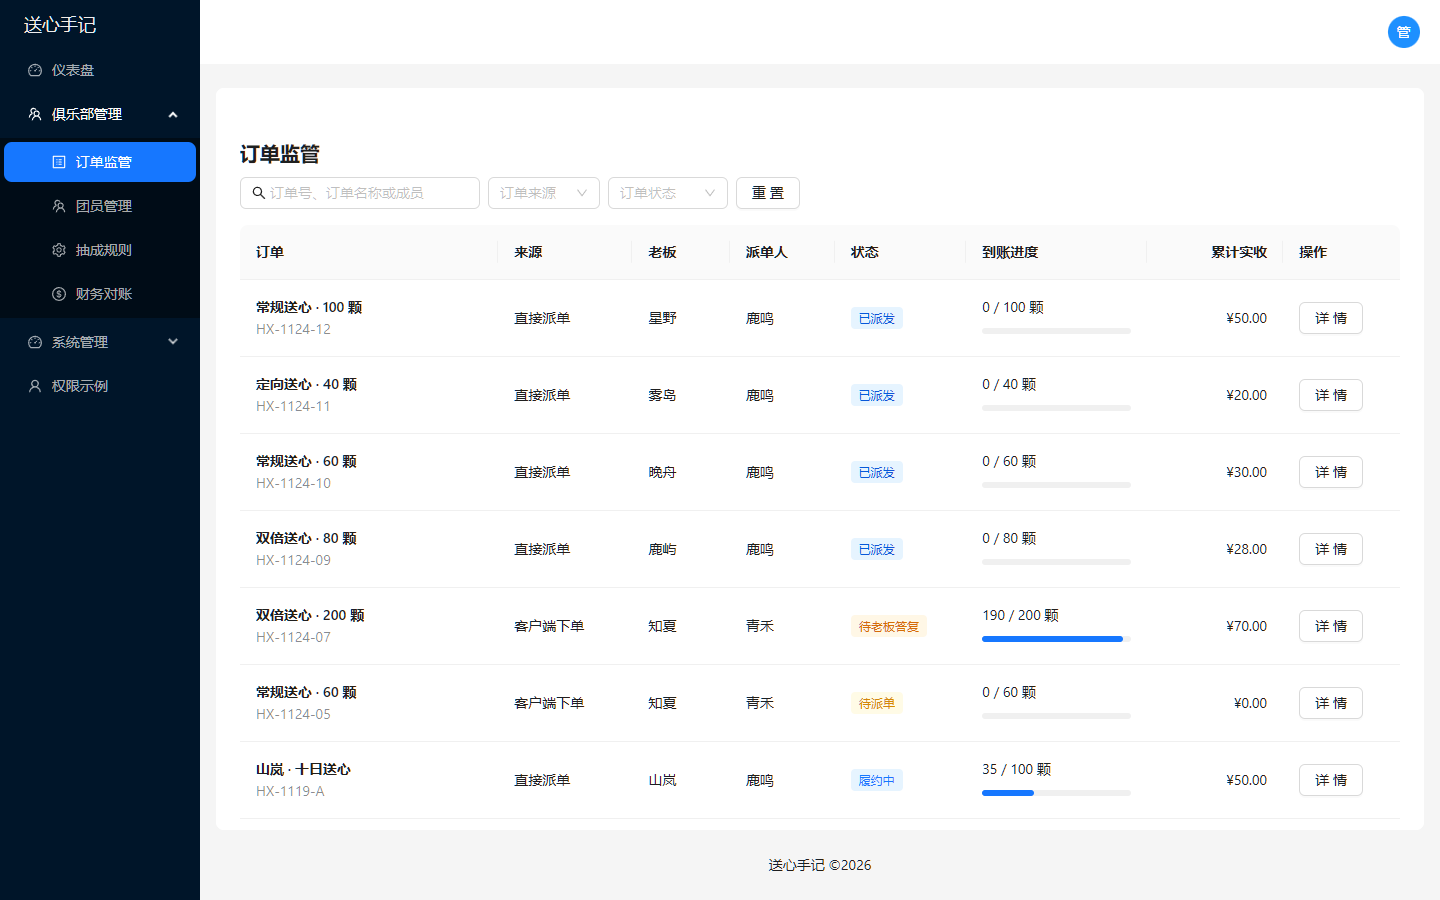 送心手记
管
仪表盘
俱乐部管理
订单监管
团员管理
抽成规则
财务对账
系统管理
权限示例
订单监管
订单号、订单名称或成员 订单来源 订单状态 重 置
订单 来源 老板 派单人 状态 到账进度 累计实收 操作
常规送心 · 100 颗
HX-1124-12
直接派单 星野 鹿鸣 已派发 0 / 100 颗 ¥50.00 详 情
定向送心 · 40 颗
HX-1124-11
直接派单 雾岛 鹿鸣 已派发 0 / 40 颗 ¥20.00 详 情
常规送心 · 60 颗
HX-1124-10
直接派单 晚舟 鹿鸣 已派发 0 / 60 颗 ¥30.00 详 情
双倍送心 · 80 颗
HX-1124-09
直接派单 鹿屿 鹿鸣 已派发 0 / 80 颗 ¥28.00 详 情
双倍送心 · 200 颗
HX-1124-07
客户端下单 知夏 青禾 待老板答复 190 / 200 颗 ¥70.00 详 情
常规送心 · 60 颗
HX-1124-05
客户端下单 知夏 青禾 待派单 0 / 60 颗 ¥0.00 详 情
山岚 · 十日送心
HX-1119-A
直接派单 山岚 鹿鸣 履约中 35 / 100 颗 ¥50.00 详 情
送心手记 ©2026